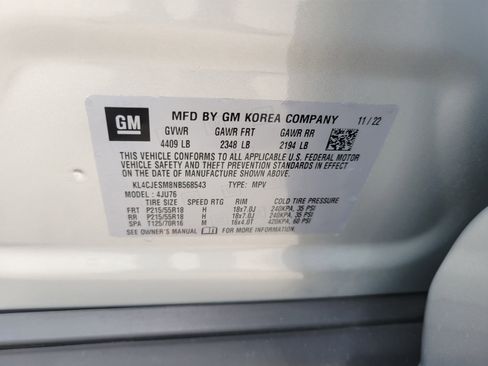 GM MFD BY GM KOREA COMPANY 11/22
GVWR GAWR FRT GAWR RR
4409 LB 2348 LB 2194 LB
THIS VEHICLE CONFORMS TO ALL APPLICABLE U.S. FEDERAL MOTOR
VEHICLE SAFETY AND THEFT PREVENTION STANDARDS IN EFFECT
ON THE DATE OF MANUFACTURE SHOWN ABOVE.
KL4CJESM8NB568543 TYPE: MPV
MODEL: 4JU76
TIRE SIZE SPEED RTG RIM COLD TIRE PRESSURE
FRT P215/55R18 H 18x7.0J 240KPA, 35 PSI
RR P215/55R18 H 18x7.0J 240KPA, 35 PSI
SPA T125/70R16 M 16x4.0T 420KPA, 60 PSI
SEE OWNER'S MANUAL FOR MORE INFORMATION.